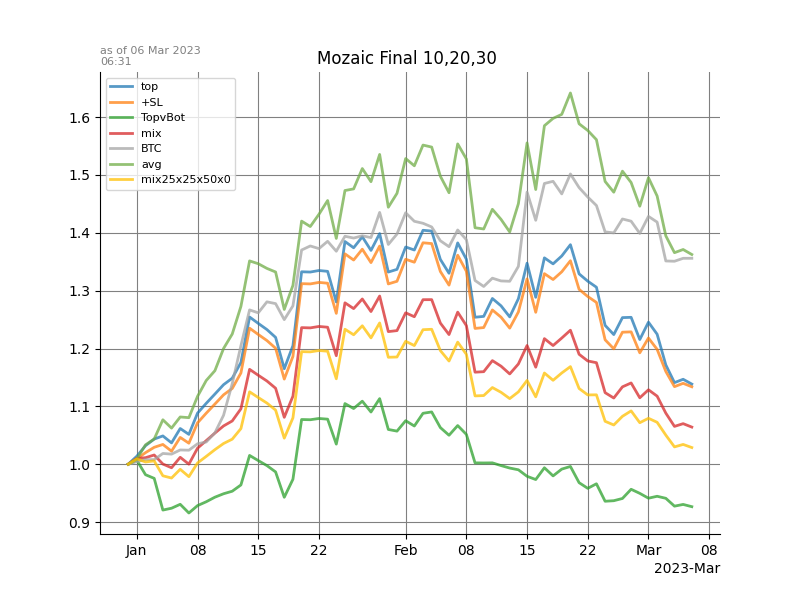 as of 06 Mar 2023
06:31
Mozaic Final 10,20,30
top
+SL
TopvBot
mix
BTC
avg
mix25x25x50x0
1.6
1.5
1.4
1.3
1.2
1.1
1.0
0.9
Jan 08 15 22 Feb 08 15 22 Mar 08
2023-Mar